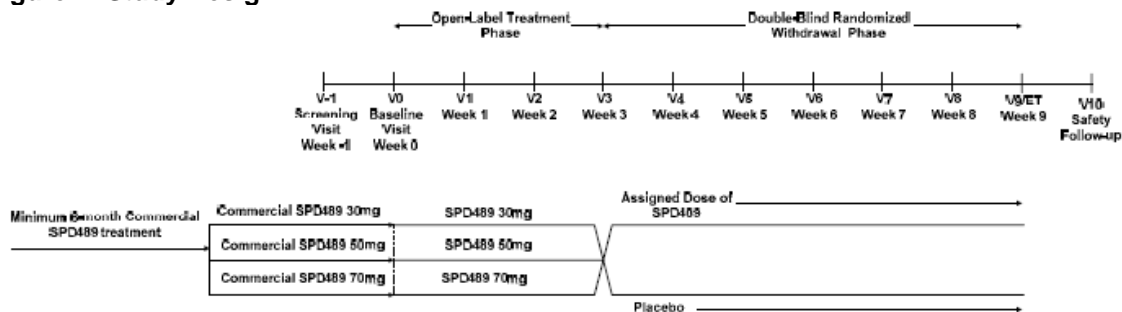 Open-Label Treatment
Phase
Double-Blind Randomized
Withdrawal Phase
V-1
Screening
Visit
Week -1
V0
Baseline
Visit
Week 0
V1
Week 1
V2
Week 2
V3
Week 3
V4
Week 4
V5
Week 5
V6
Week 6
V7
Week 7
V8
Week 8
V9/ET
Week 9
V10
Safety
Follow-up
Minimum 6-month Commercial
SPD489 treatment
Commercial SPD489 30mg
Commercial SPD489 50mg
Commercial SPD489 70mg
SPD489 30mg
SPD489 50mg
SPD489 70mg
Assigned Dose of
SPD489
Placebo